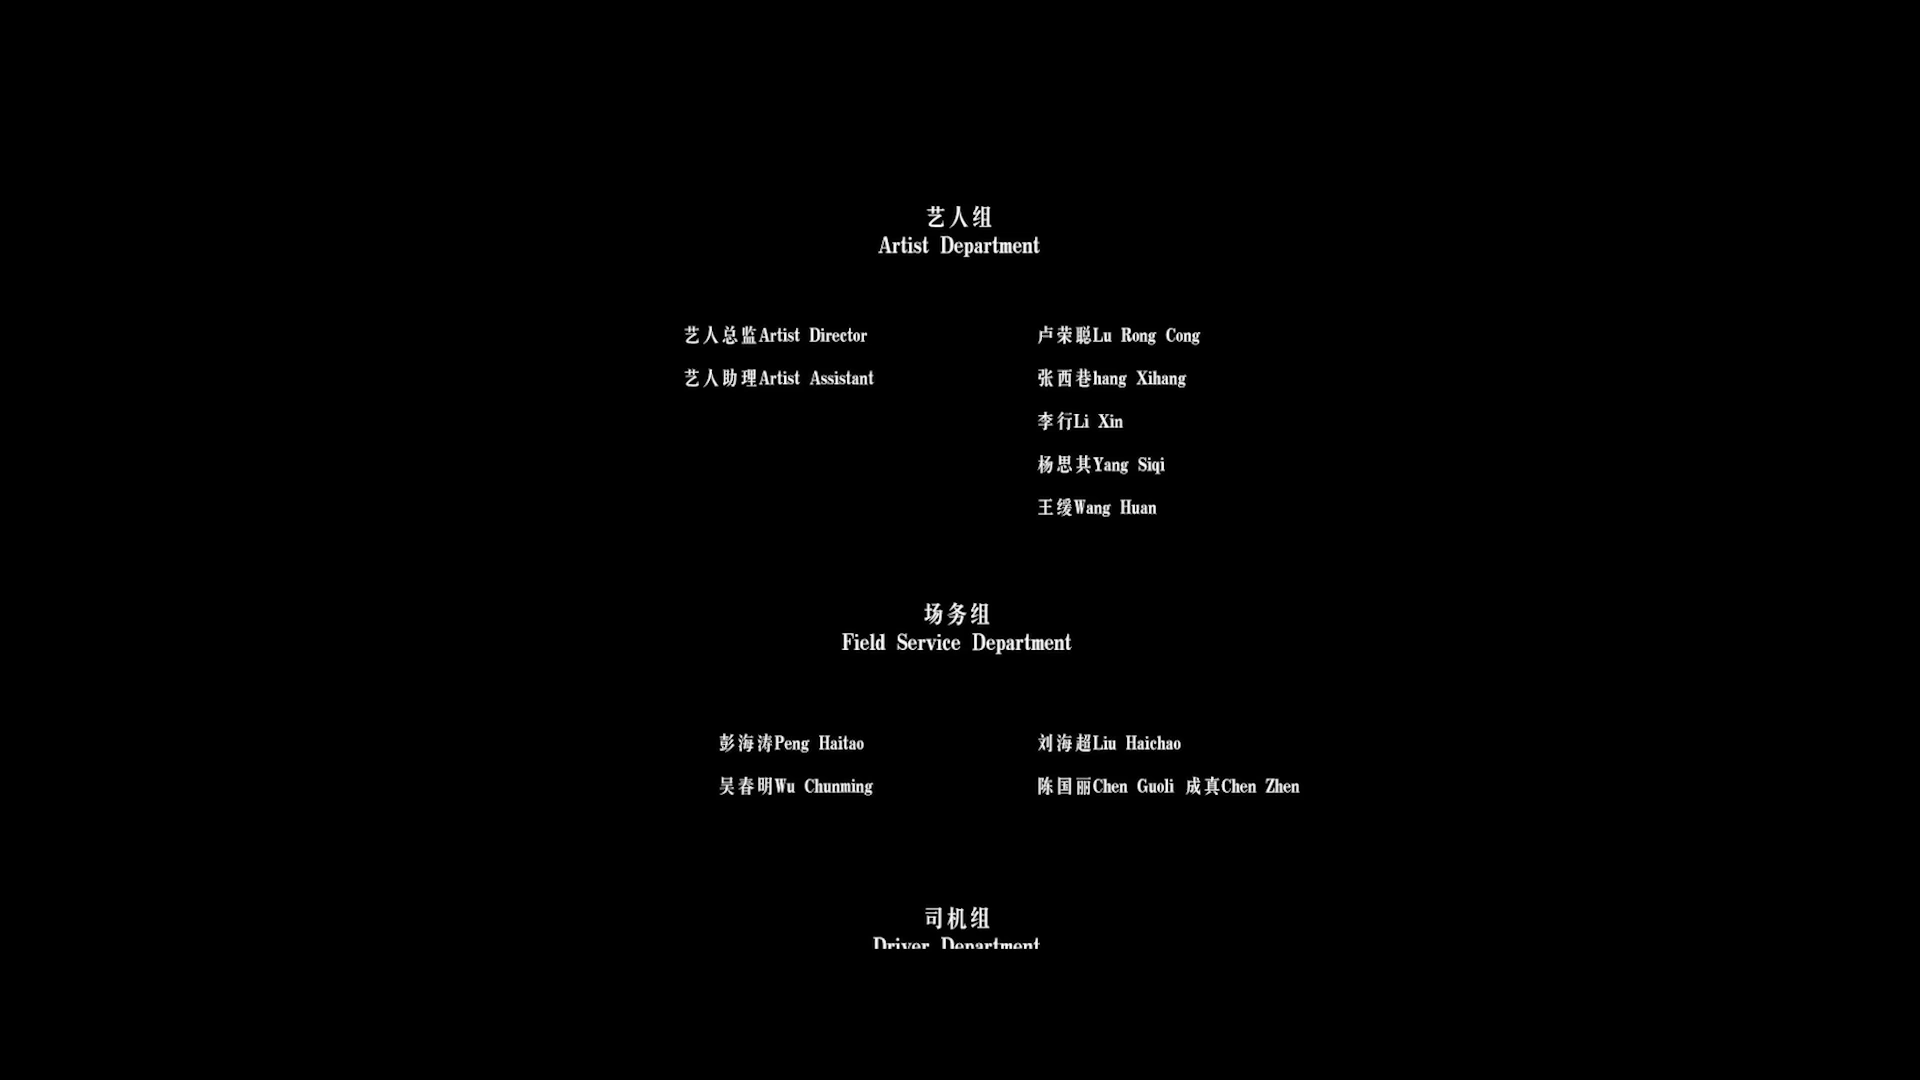 艺人组
Artist Department
艺人总监Artist Director 卢荣聪Lu Rong Cong
艺人助理Artist Assistant 张西巷hang Xihang
李行Li Xin
杨思其Yang Siqi
王缓Wang Huan
场务组
Field Service Department
彭海涛Peng Haitao 刘海超Liu Haichao
吴春明Wu Chunming 陈国丽Chen Guoli 成真Chen Zhen
司机组
Driver Department